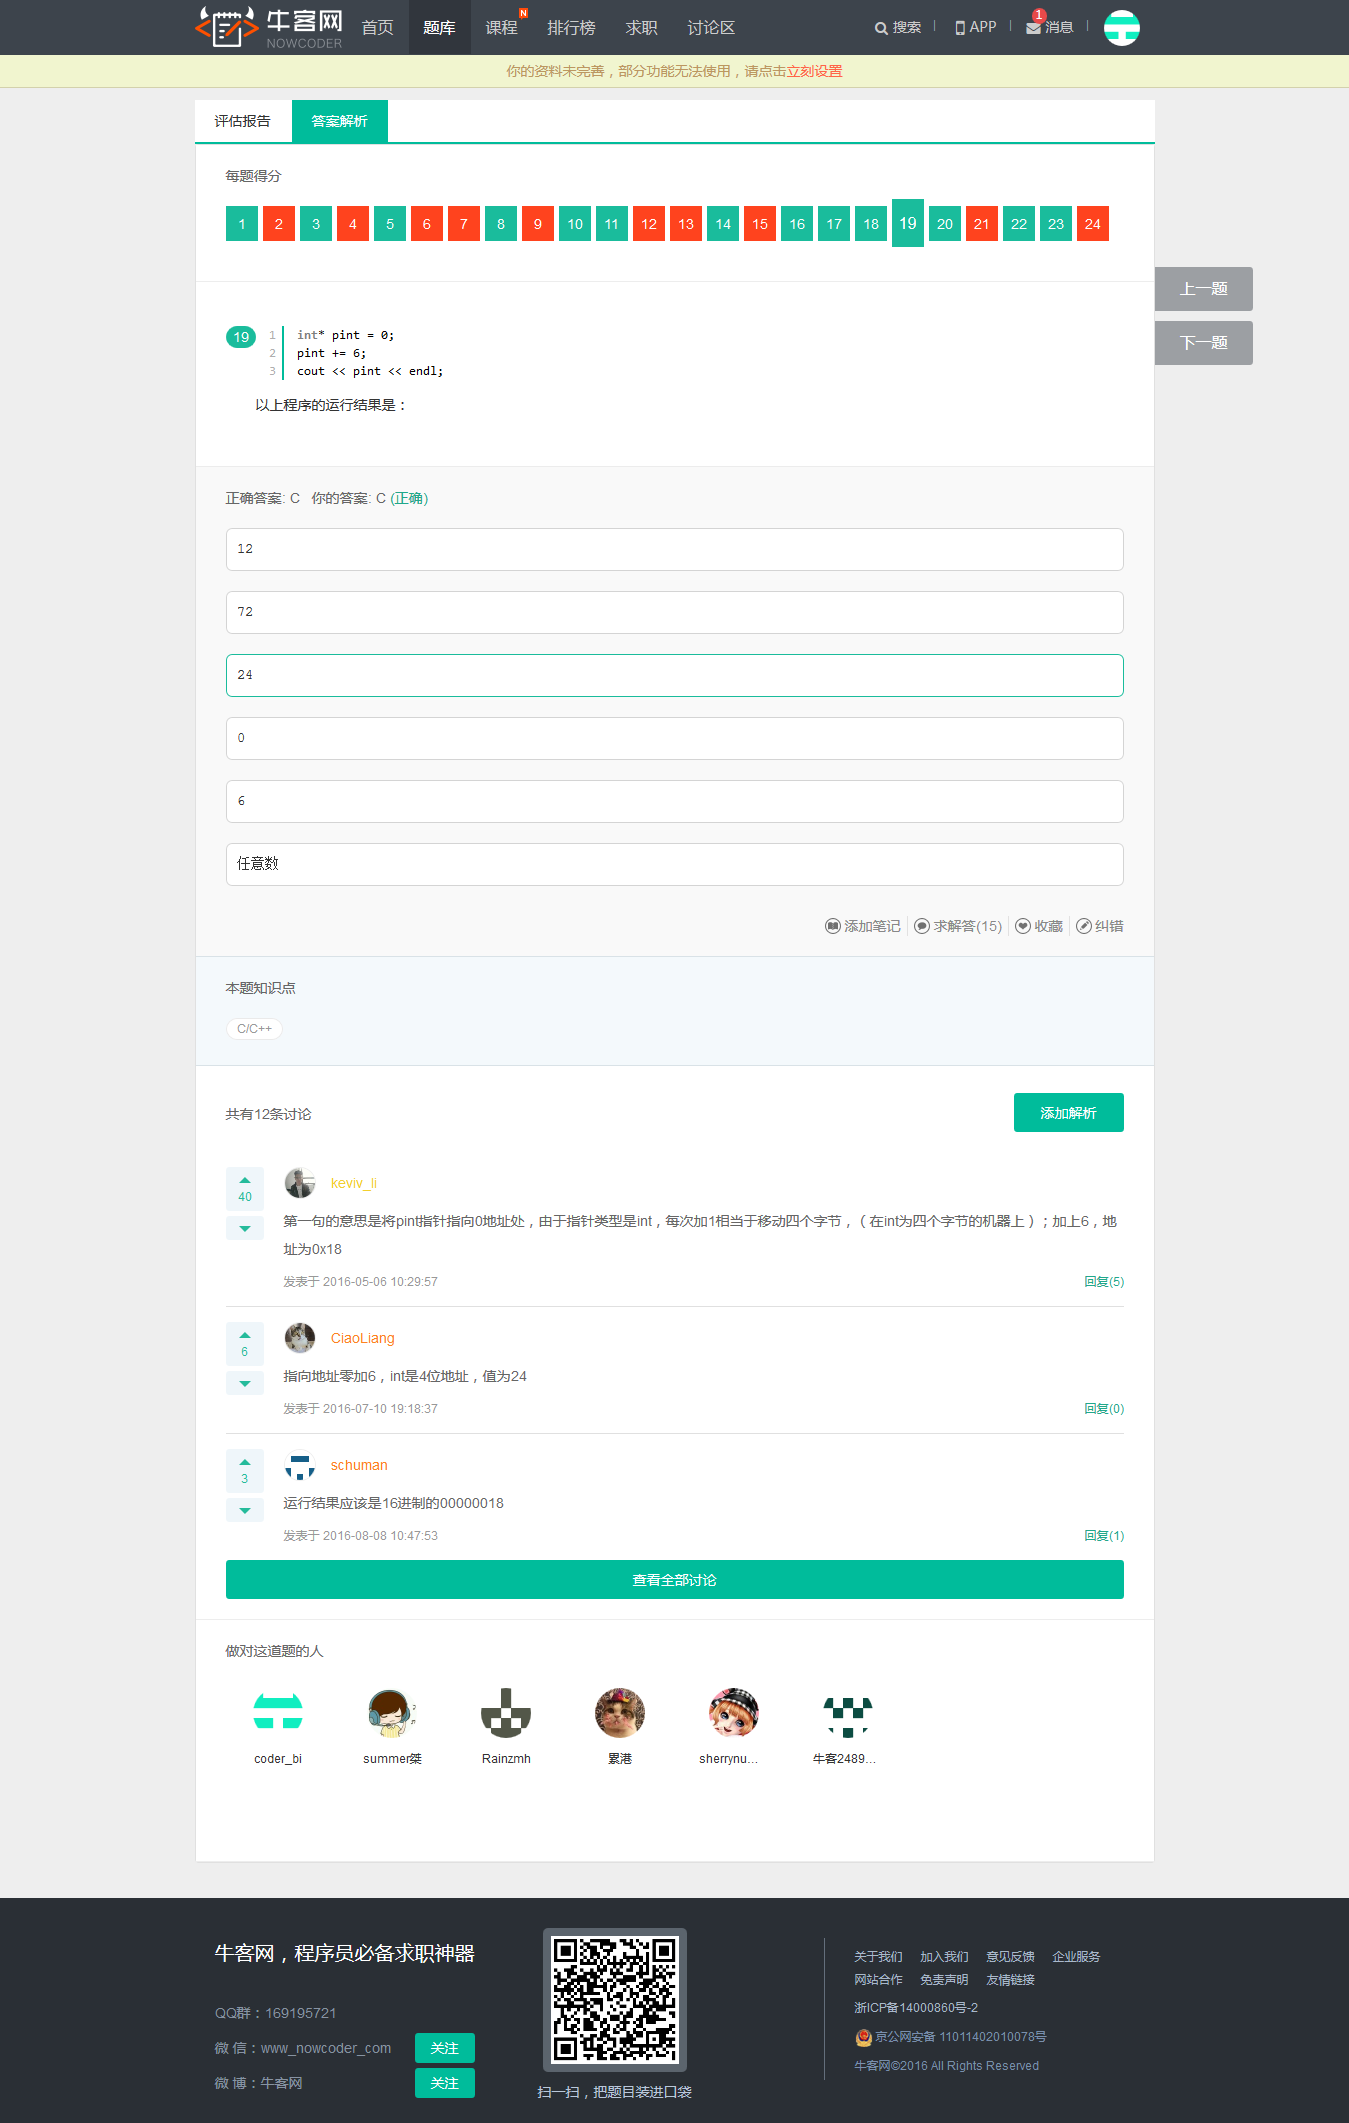 牛客网
NOWCODER
首页 题库 课程 N 排行榜 求职 讨论区 搜索 APP 1 消息
你的资料未完善，部分功能无法使用，请点击立刻设置
评估报告 答案解析
每题得分
1 2 3 4 5 6 7 8 9 10 11 12 13 14 15 16 17 18 19 20 21 22 23 24
上一题
下一题
19
1 int* pint = 0;
2 pint += 6;
3 cout << pint << endl;
以上程序的运行结果是：
正确答案: C 你的答案: C (正确)
12
72
24
0
6
任意数
添加笔记 求解答(15) 收藏 纠错
本题知识点
C/C++
共有12条讨论 添加解析
40
keviv_li
第一句的意思是将pint指针指向0地址处，由于指针类型是int，每次加1相当于移动四个字节，（在int为四个字节的机器上）；加上6，地
址为0x18
发表于 2016-05-06 10:29:57 回复(5)
6
CiaoLiang
指向地址零加6，int是4位地址，值为24
发表于 2016-07-10 19:18:37 回复(0)
3
schuman
运行结果应该是16进制的00000018
发表于 2016-08-08 10:47:53 回复(1)
查看全部讨论
做对这道题的人
coder_bi summer桀 Rainzmh 累港 sherrynu... 牛客2489...
牛客网，程序员必备求职神器
QQ群：169195721
微 信：www_nowcoder_com 关注
微 博：牛客网 关注
扫一扫，把题目装进口袋
关于我们 加入我们 意见反馈 企业服务
网站合作 免责声明 友情链接
浙ICP备14000860号-2
京公网安备 11011402010078号
牛客网©2016 All Rights Reserved